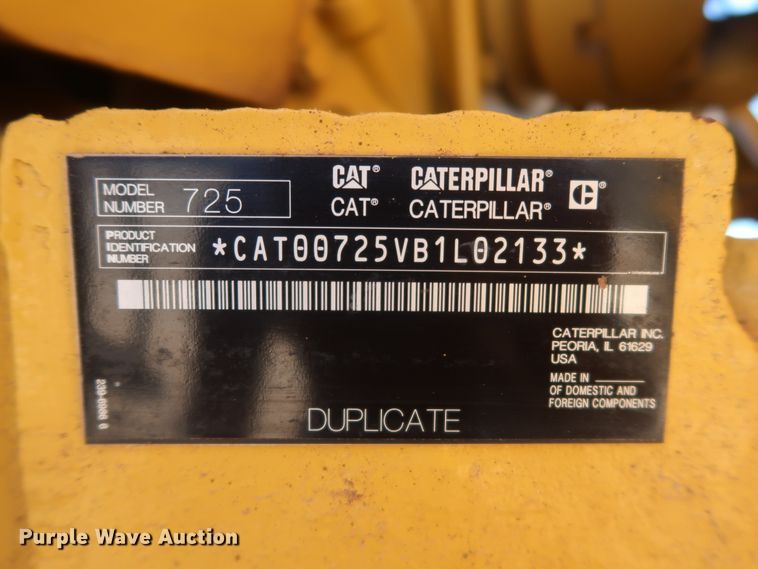 MODEL
NUMBER 725
CAT® CATERPILLAR®
CAT® CATERPILLAR®
PRODUCT
IDENTIFICATION
NUMBER
*CAT00725VB1L02133*
CATERPILLAR INC.
PEORIA, IL 61629
USA
MADE IN
OF DOMESTIC AND
FOREIGN COMPONENTS
DUPLICATE
Purple Wave Auction